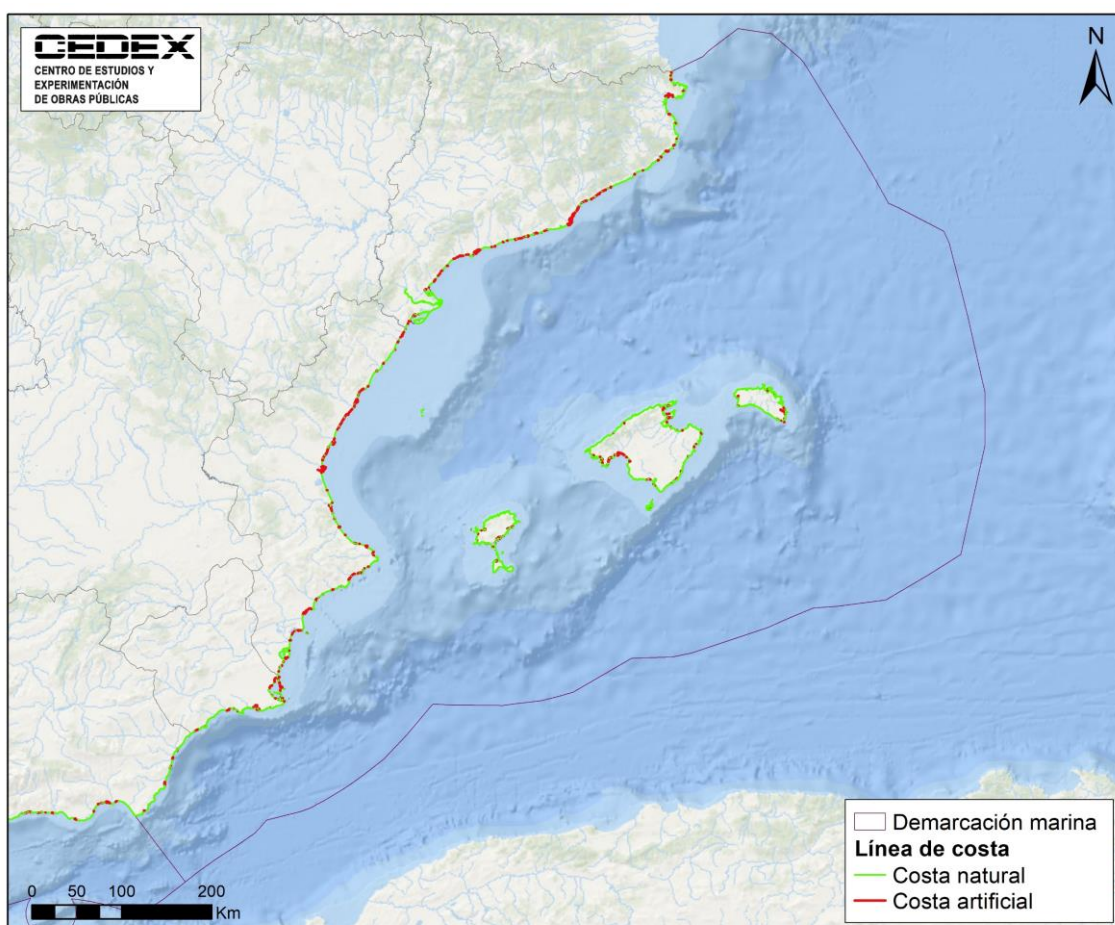 CEDEX
CENTRO DE ESTUDIOS Y
EXPERIMENTACIÓN
DE OBRAS PÚBLICAS
N
Demarcación marina
Línea de costa
Costa natural
Costa artificial
0 50 100 200
Km